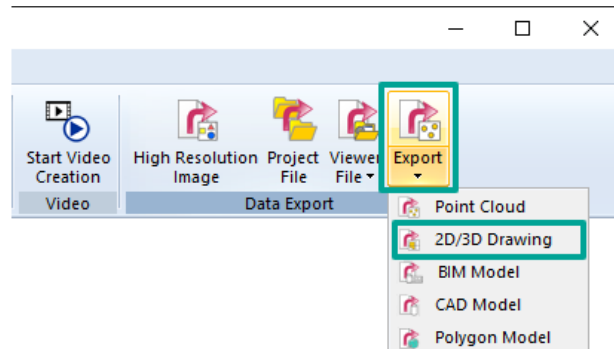 Start Video
Creation
High Resolution
Image
Project
File
Viewer
File
Export
Video
Data Export
Point Cloud
2D/3D Drawing
BIM Model
CAD Model
Polygon Model